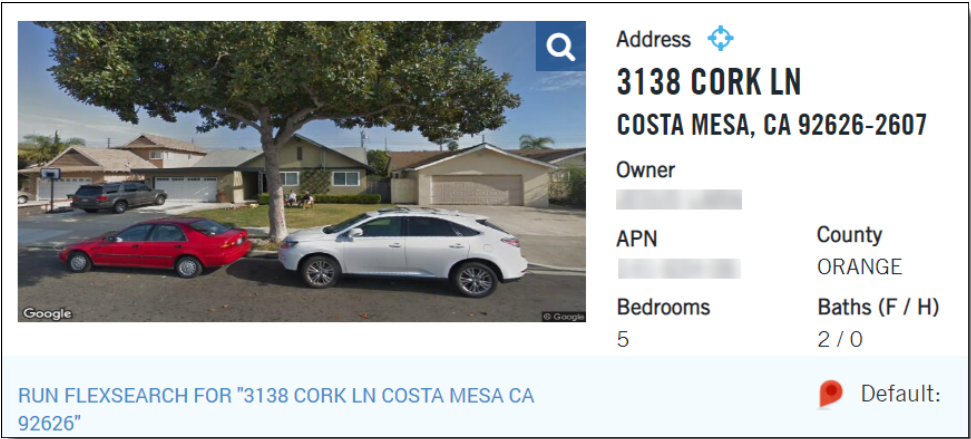 Address
3138 CORK LN
COSTA MESA, CA 92626-2607
Owner
APN
County
ORANGE
Bedrooms
Baths (F / H)
5
2 / 0
Google
© Google
RUN FLEXSEARCH FOR "3138 CORK LN COSTA MESA CA
92626"
Default: